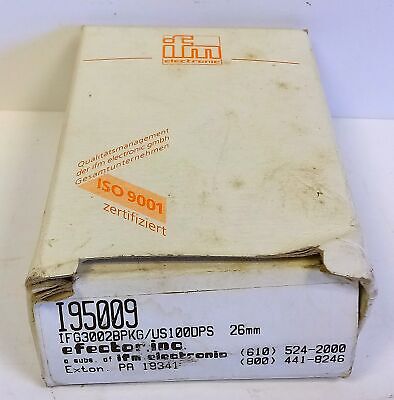 ifm
electronic
Qualitätsmanagement
der ifm electronic gmbh
Gesamtunternehmen
ISO 9001
zertifiziert
I95009
IFG3002BPKG/US100DPS 26mm
efector,inc.
a subs. of ifm electronic (610) 524-2000
Exton, PA 19341 (800) 441-8246